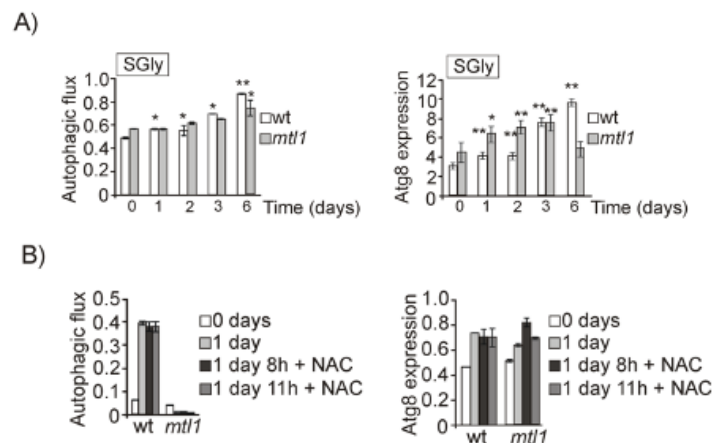 A)
SGly
Autophagic flux
1.0
0.8
0.6
0.4
0.2
0
* * * ** *
0 1 2 3 6 Time (days)
wt
mtl1
SGly
Atg8 expression
12
10
8
6
4
2
0
** * ** ** ** ** **
0 1 2 3 6 Time (days)
wt
mtl1
B)
Autophagic flux
0.5
0.4
0.3
0.2
0.1
0
wt mtl1
0 days
1 day
1 day 8h + NAC
1 day 11h + NAC
Atg8 expression
1.0
0.8
0.6
0.4
0.2
0
wt mtl1
0 days
1 day
1 day 8h + NAC
1 day 11h + NAC